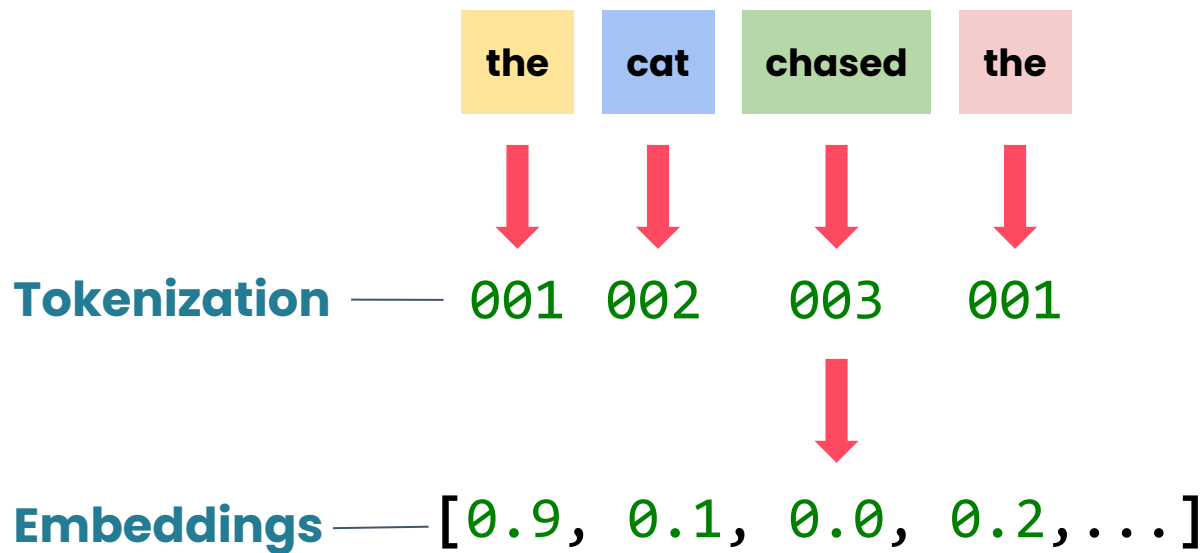 the cat chased the
Tokenization 001 002 003 001
Embeddings [0.9, 0.1, 0.0, 0.2,...]